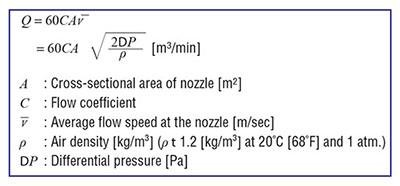 Q = 60CAv̅
= 60CA √(2DP/ρ) [m³/min]
A : Cross-sectional area of nozzle [m²]
C : Flow coefficient
v̅ : Average flow speed at the nozzle [m/sec]
ρ : Air density [kg/m³] (ρ t 1.2 [kg/m³] at 20°C [68°F] and 1 atm.)
DP : Differential pressure [Pa]